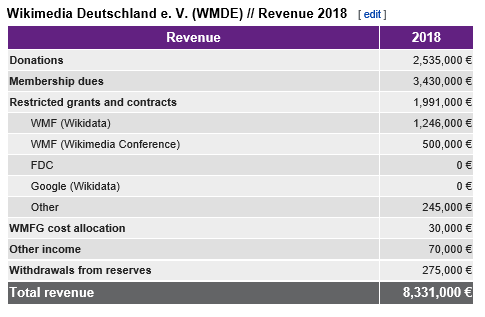 Wikimedia Deutschland e. V. (WMDE) // Revenue 2018 [ edit ]
Revenue 2018
Donations 2,535,000 €
Membership dues 3,430,000 €
Restricted grants and contracts 1,991,000 €
WMF (Wikidata) 1,246,000 €
WMF (Wikimedia Conference) 500,000 €
FDC 0 €
Google (Wikidata) 0 €
Other 245,000 €
WMFG cost allocation 30,000 €
Other income 70,000 €
Withdrawals from reserves 275,000 €
Total revenue 8,331,000 €